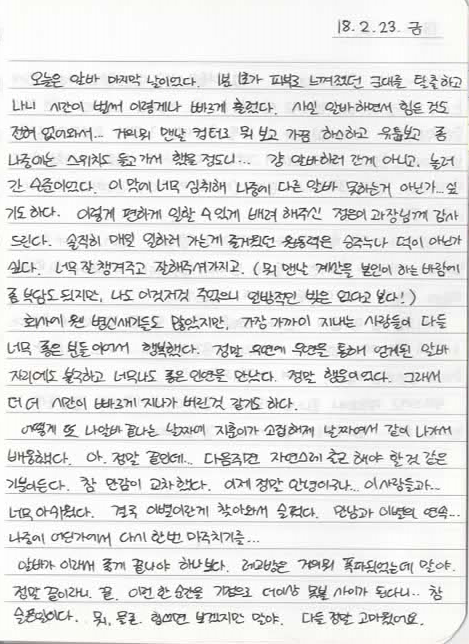 18. 2. 23. 금
오늘은 알바 마지막 날이었다. 1분 1초가 피부로 느껴졌던 군대를 탈출하고
나니 시간이 벌써 이렇게나 빠르게 흘렀다. 사실 알바하면서 힘든 것도
전혀 없어와서... 거의뭐 맨날 컴터로 뭐 보고 가끔 하스하고 유튭보고 좀
나중에는 스위치도 들고가서 했을 정도니... 걍 알바하러 간게 아니고, 놀러
간 수준이었다. 이 맛에 너무 심취해 나중에 다른 알바 못하는거 아닌가...싶
기도 하다. 이렇게 편하게 일할 수 있게 배려 해주신 정은이 과장님께 감사
드린다. 솔직히 매일 일하러 가는게 즐거웠던 원동력은 승주누나 덕이 아닌가
싶다. 너무 잘 챙겨주고 잘해주셔가지고. (뭐 맨날 계산을 본인이 하는 바람에
좀 부담도 되지만, 나도 이것저것 주었으니 일방적인 빚은 없다고 본다!)
회사에 웬 병신새기들도 많았지만, 가장 가까이 지내는 사람들이 다들
너무 좋은 분들이어서 행복했다. 정말 우연에 우연을 통해 얻게된 알바
자리에도 불구하고 너무나도 좋은 인연을 만났다. 정말 행운이었다. 그래서
더 더 시간이 빠르게 지나가 버린것 같기도 하다.
어떻게 또 나 알바 끝나는 날짜에 지훈이가 소집해제 날짜여서 같이 나가서
배웅했다. 아. 정말 끝인데... 다음주면 자연스레 출근 해야 할 것 같은
기분이든다. 참 만감이 교차했다. 이제 정말 안녕이구나... 이사람들과...
너무 아쉬웠다. 결국 이별이란게 찾아와서 슬펐다. 만남과 이별의 연속...
나중에 어딘가에서 다시 한번 마주치기를...
알바가 이래서 좋게 끝나야 하나보다. 레고밥은 거의뭐 폭파되었는데 말야.
정말 끝이라니. 끝. 이런 한 순간을 기점으로 더이상 못볼 사이가 된다니.. 참
슬픈일이다. 뭐, 물론 할라면 보겠지만 말야. 다들 정말 고마웠어요.